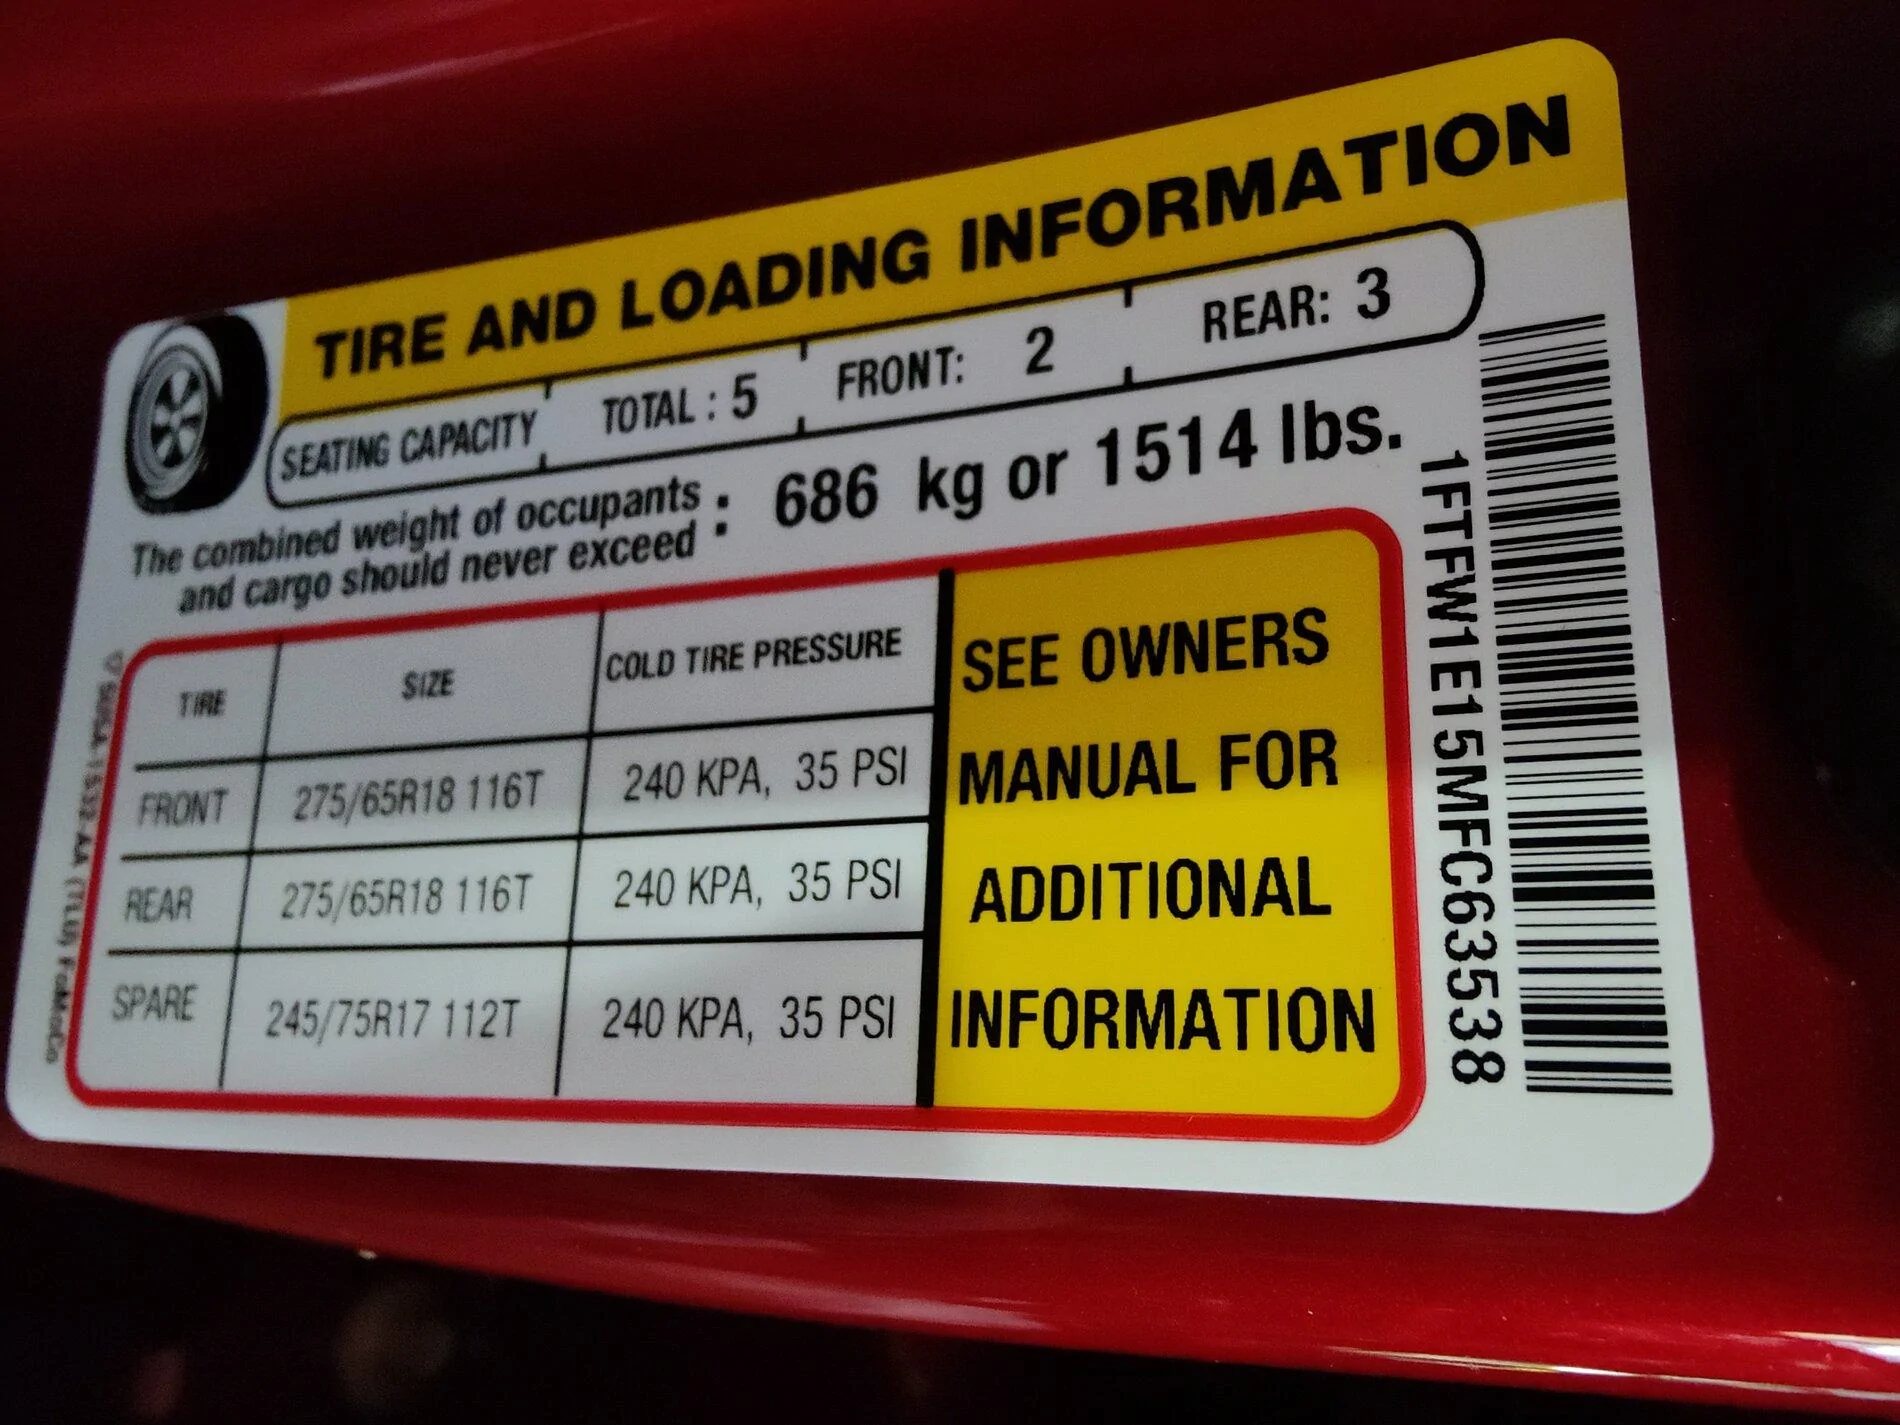 TIRE AND LOADING INFORMATION
SEATING CAPACITY TOTAL : 5 FRONT: 2 REAR: 3
The combined weight of occupants
and cargo should never exceed : 686 kg or 1514 lbs.
TIRE SIZE COLD TIRE PRESSURE
FRONT 275/65R18 116T 240 KPA, 35 PSI
REAR 275/65R18 116T 240 KPA, 35 PSI
SPARE 245/75R17 112T 240 KPA, 35 PSI
SEE OWNERS
MANUAL FOR
ADDITIONAL
INFORMATION
1FTFW1E15MFC63538
FoMoCo